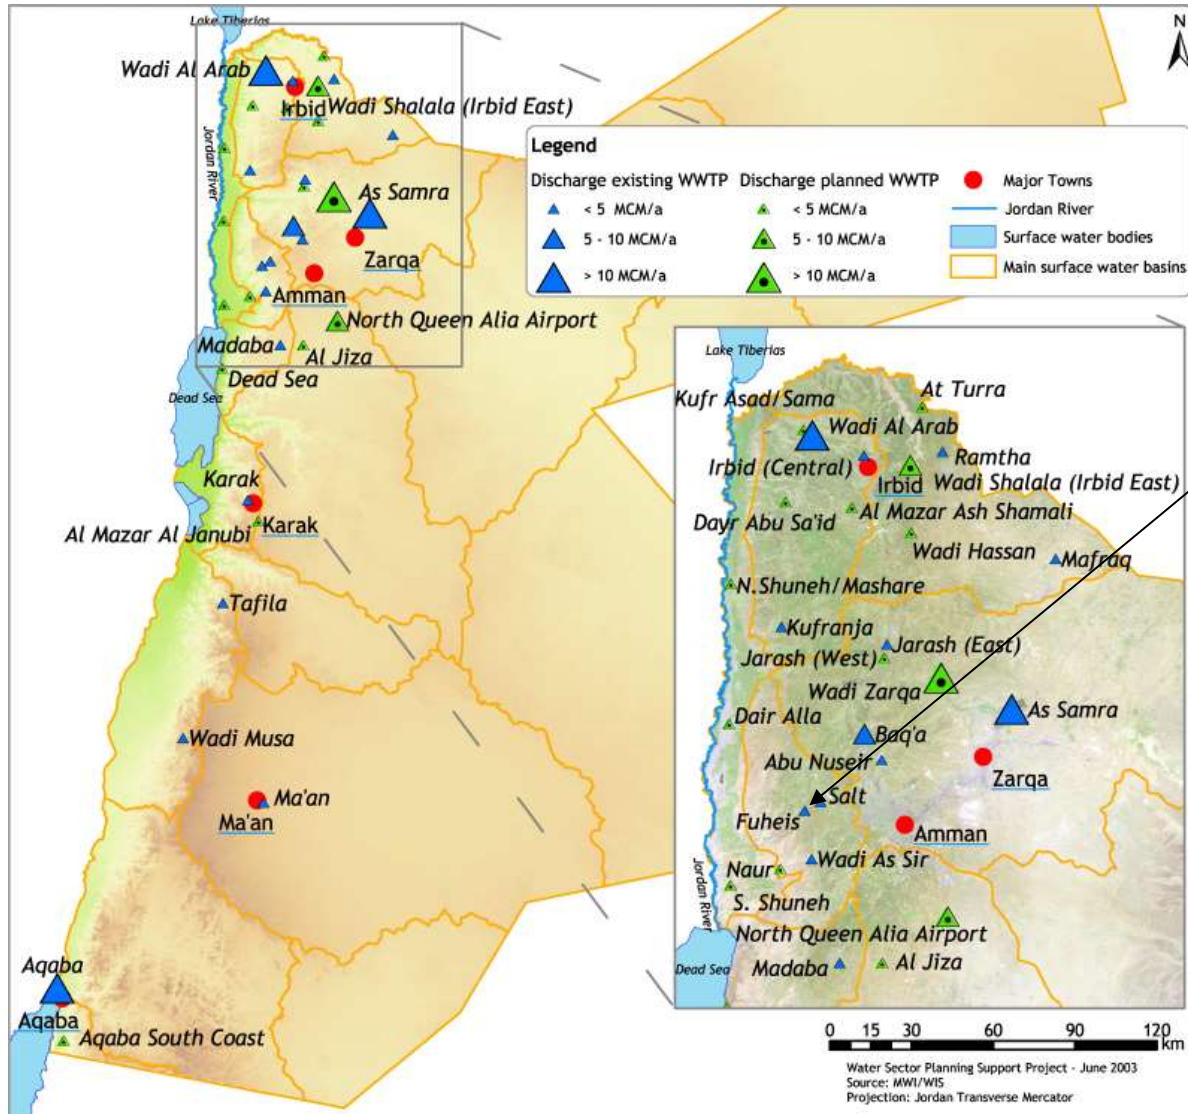 Lake Tiberias
N
Wadi Al Arab
Irbid
Wadi Shalala (Irbid East)
Jordan River
As Samra
Zarqa
Amman
North Queen Alia Airport
Madaba
Al Jiza
Dead Sea
Dead Sea
Karak
Al Mazar Al Janubi
Karak
Tafila
Wadi Musa
Ma'an
Ma'an
Aqaba
Aqaba
Aqaba South Coast
Legend
Discharge existing WWTP
Discharge planned WWTP
Major Towns
< 5 MCM/a
< 5 MCM/a
Jordan River
5 - 10 MCM/a
5 - 10 MCM/a
Surface water bodies
> 10 MCM/a
> 10 MCM/a
Main surface water basins
Lake Tiberias
At Turra
Kufr Asad/Sama
Wadi Al Arab
Ramtha
Irbid (Central)
Irbid
Wadi Shalala (Irbid East)
Dayr Abu Sa'id
Al Mazar Ash Shamali
Wadi Hassan
Mafraq
N.Shuneh/Mashare
Kufranja
Jarash (East)
Jarash (West)
Wadi Zarqa
As Samra
Dair Alla
Baq'a
Abu Nuseir
Zarqa
Salt
Fuheis
Amman
Wadi As Sir
Naur
S. Shuneh
Jordan River
North Queen Alia Airport
Dead Sea
Madaba
Al Jiza
0 15 30 60 90 120
km
Water Sector Planning Support Project - June 2003
Source: MWI/WIS
Projection: Jordan Transverse Mercator